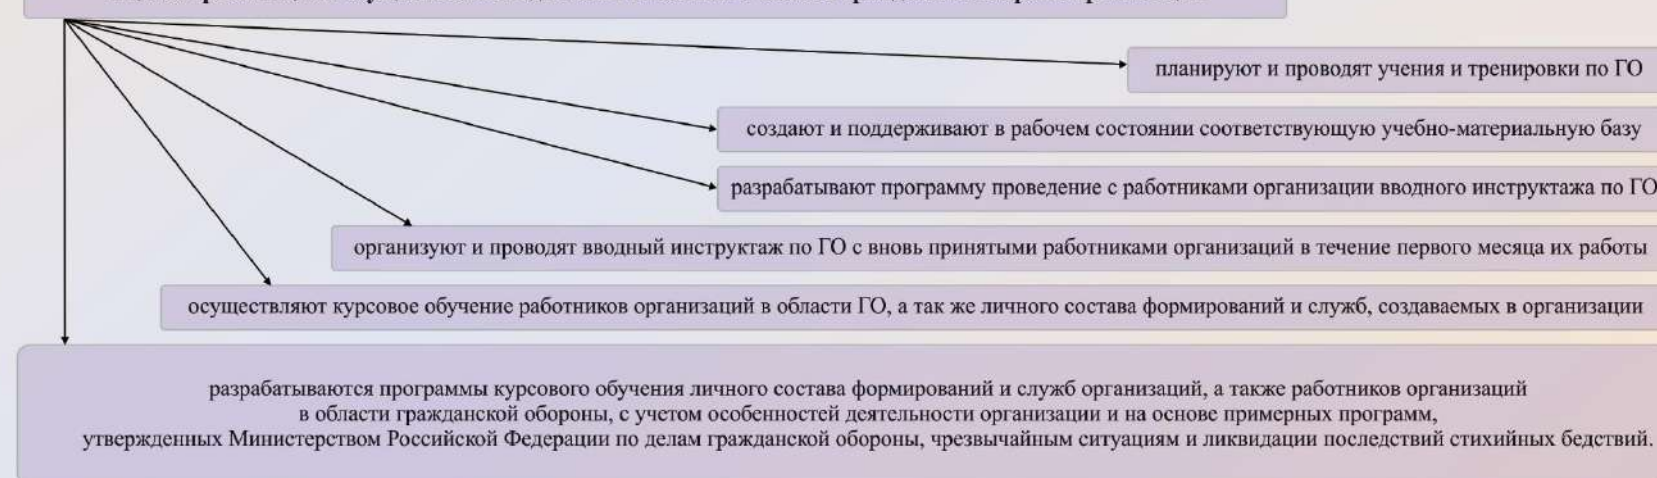 планируют и проводят учения и тренировки по ГО
создают и поддерживают в рабочем состоянии соответствующую учебно-материальную базу
разрабатывают программу проведение с работниками организации вводного инструктажа по ГО
организуют и проводят вводный инструктаж по ГО с вновь принятыми работниками организаций в течение первого месяца их работы
осуществляют курсовое обучение работников организаций в области ГО, а так же личного состава формирований и служб, создаваемых в организации
разрабатываются программы курсового обучения личного состава формирований и служб организаций, а также работников организаций
в области гражданской обороны, с учетом особенностей деятельности организации и на основе примерных программ,
утвержденных Министерством Российской Федерации по делам гражданской обороны, чрезвычайным ситуациям и ликвидации последствий стихийных бедствий.